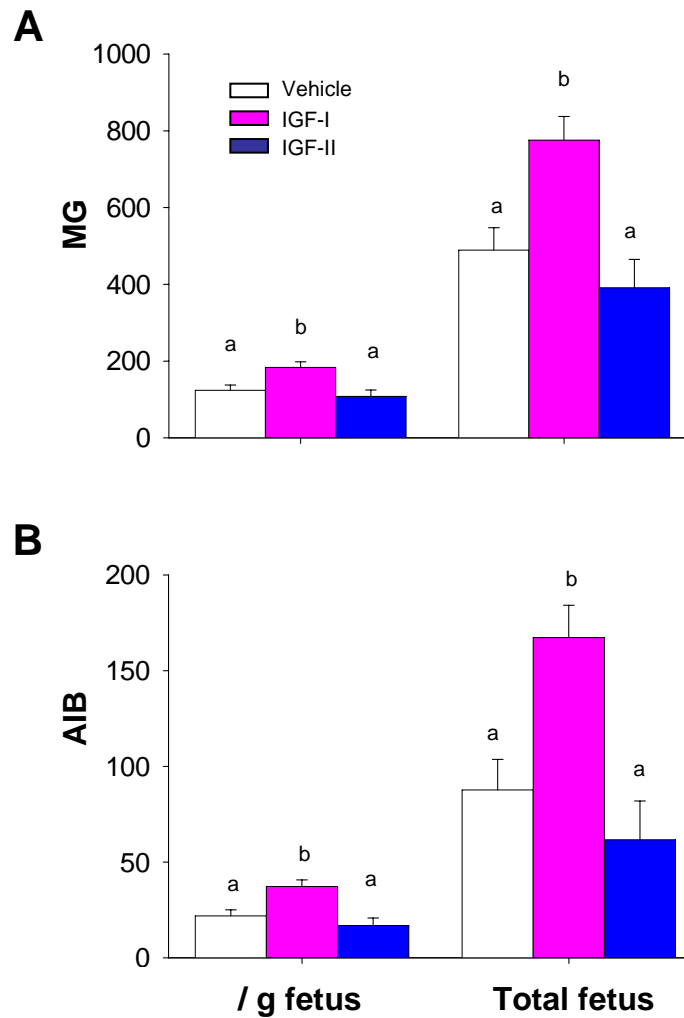 A
1000
800
600
400
200
0
MG
Vehicle
IGF-I
IGF-II
a
b
a
a
b
a
B
200
150
100
50
0
AIB
a
b
a
a
b
a
/ g fetus
Total fetus